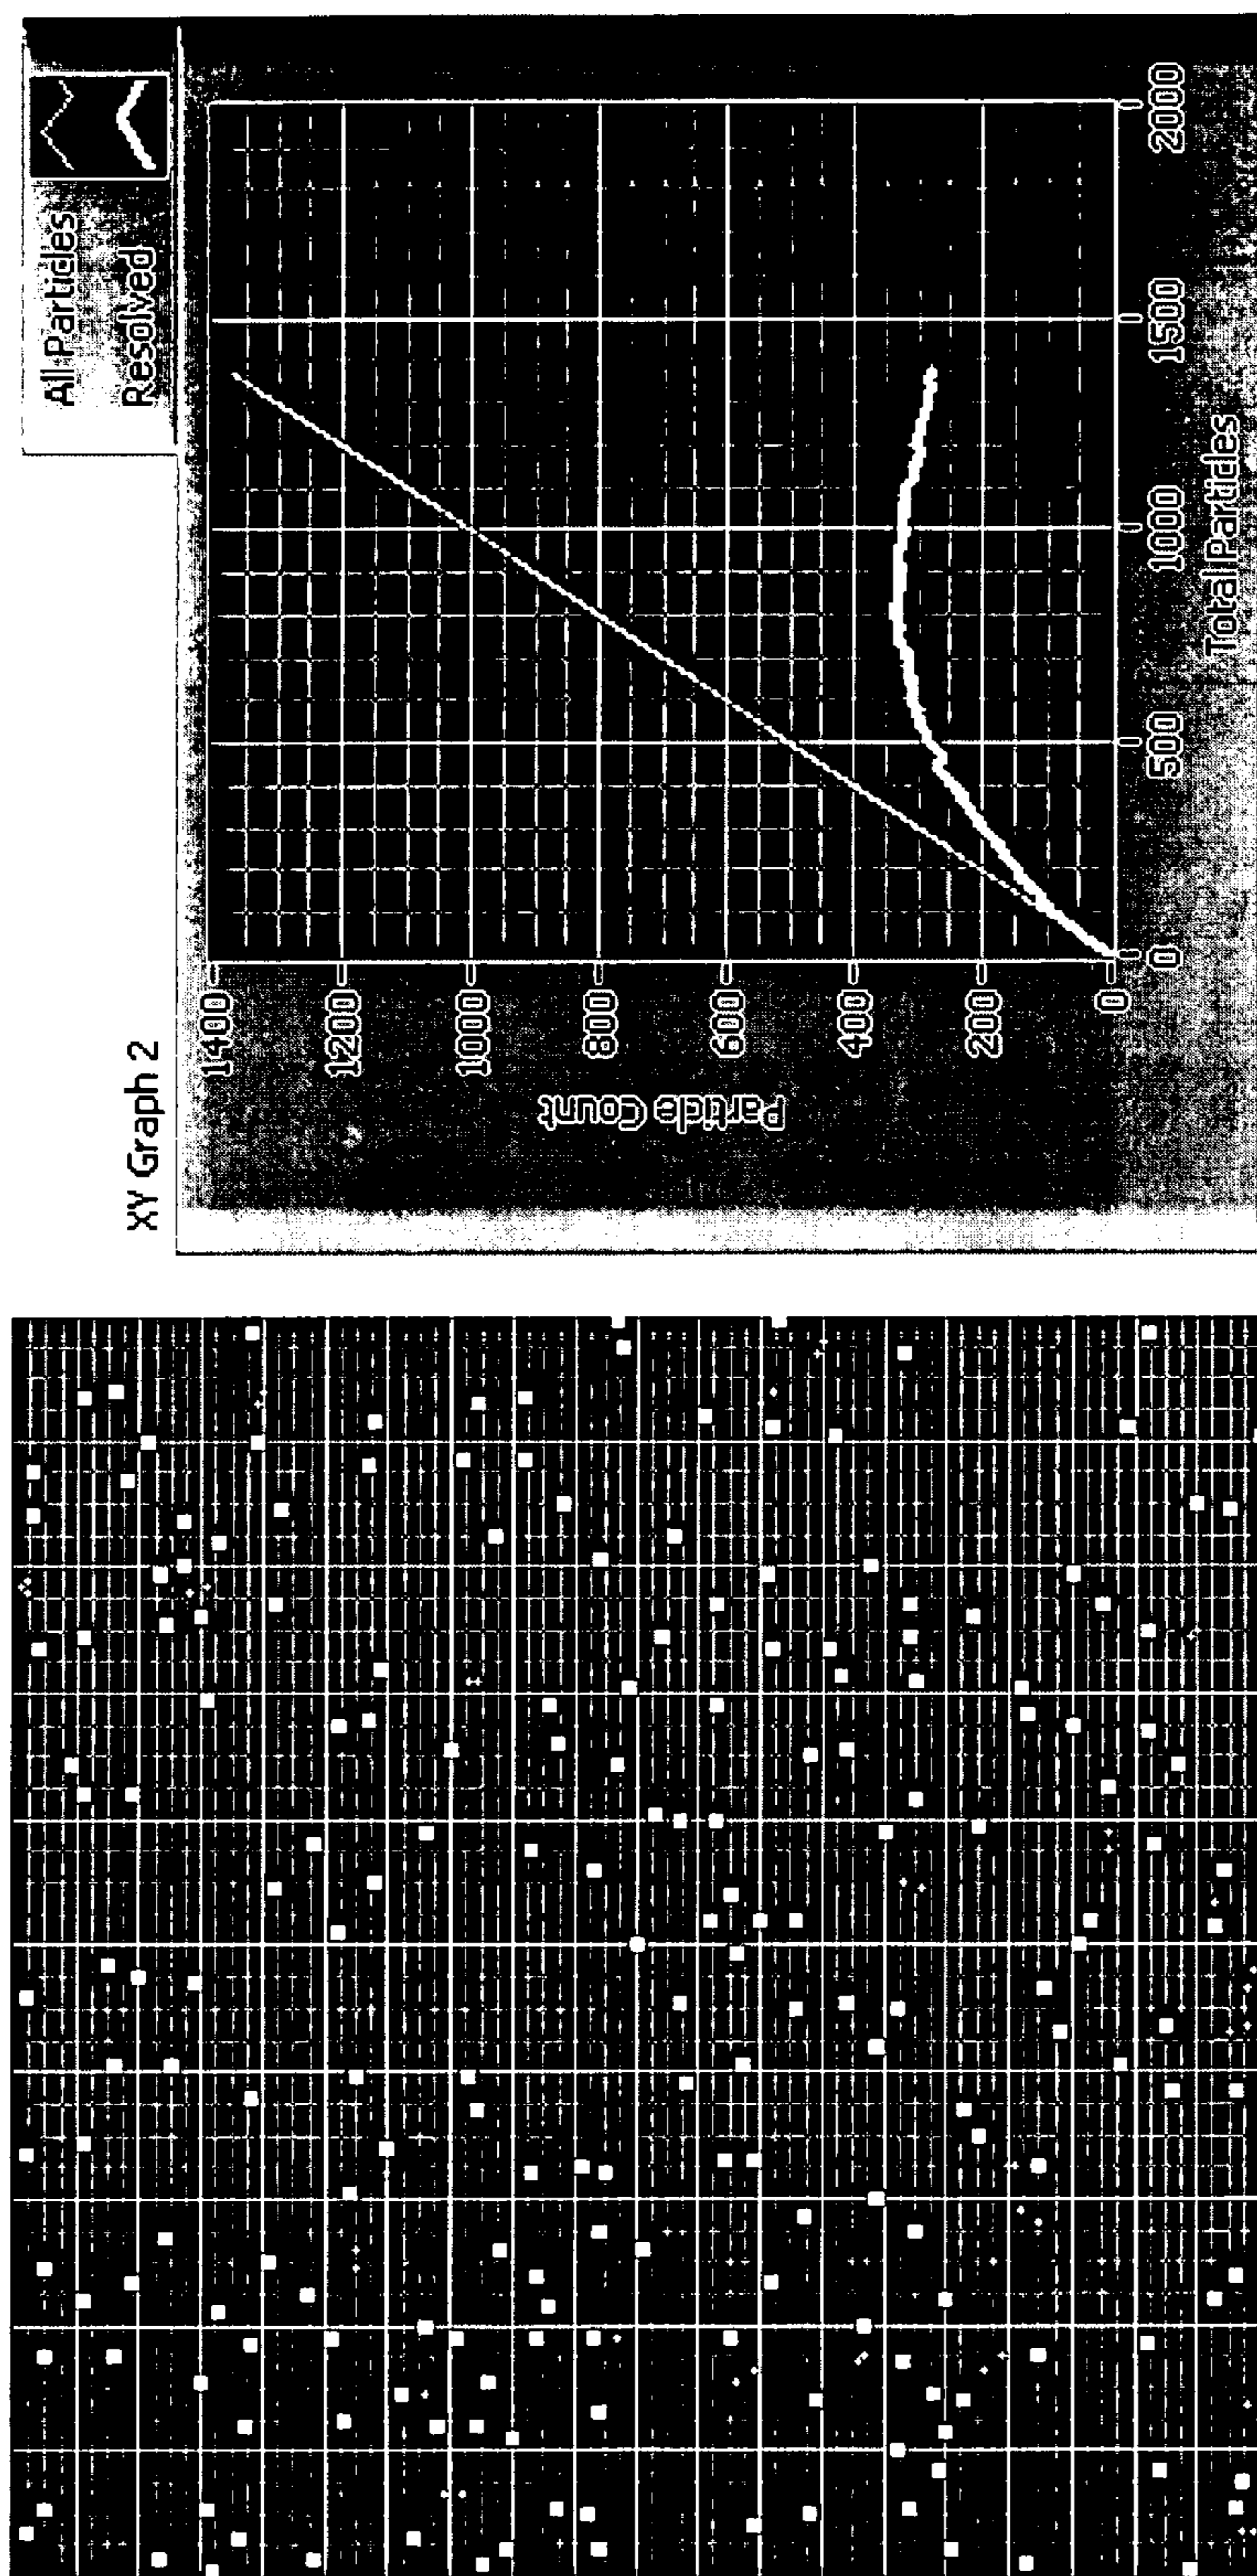 XY Graph 2
All Particles
Resolved
Particle Count
1400
1200
1000
800
600
400
200
0
0
500
1000
1500
2000
Total Particles